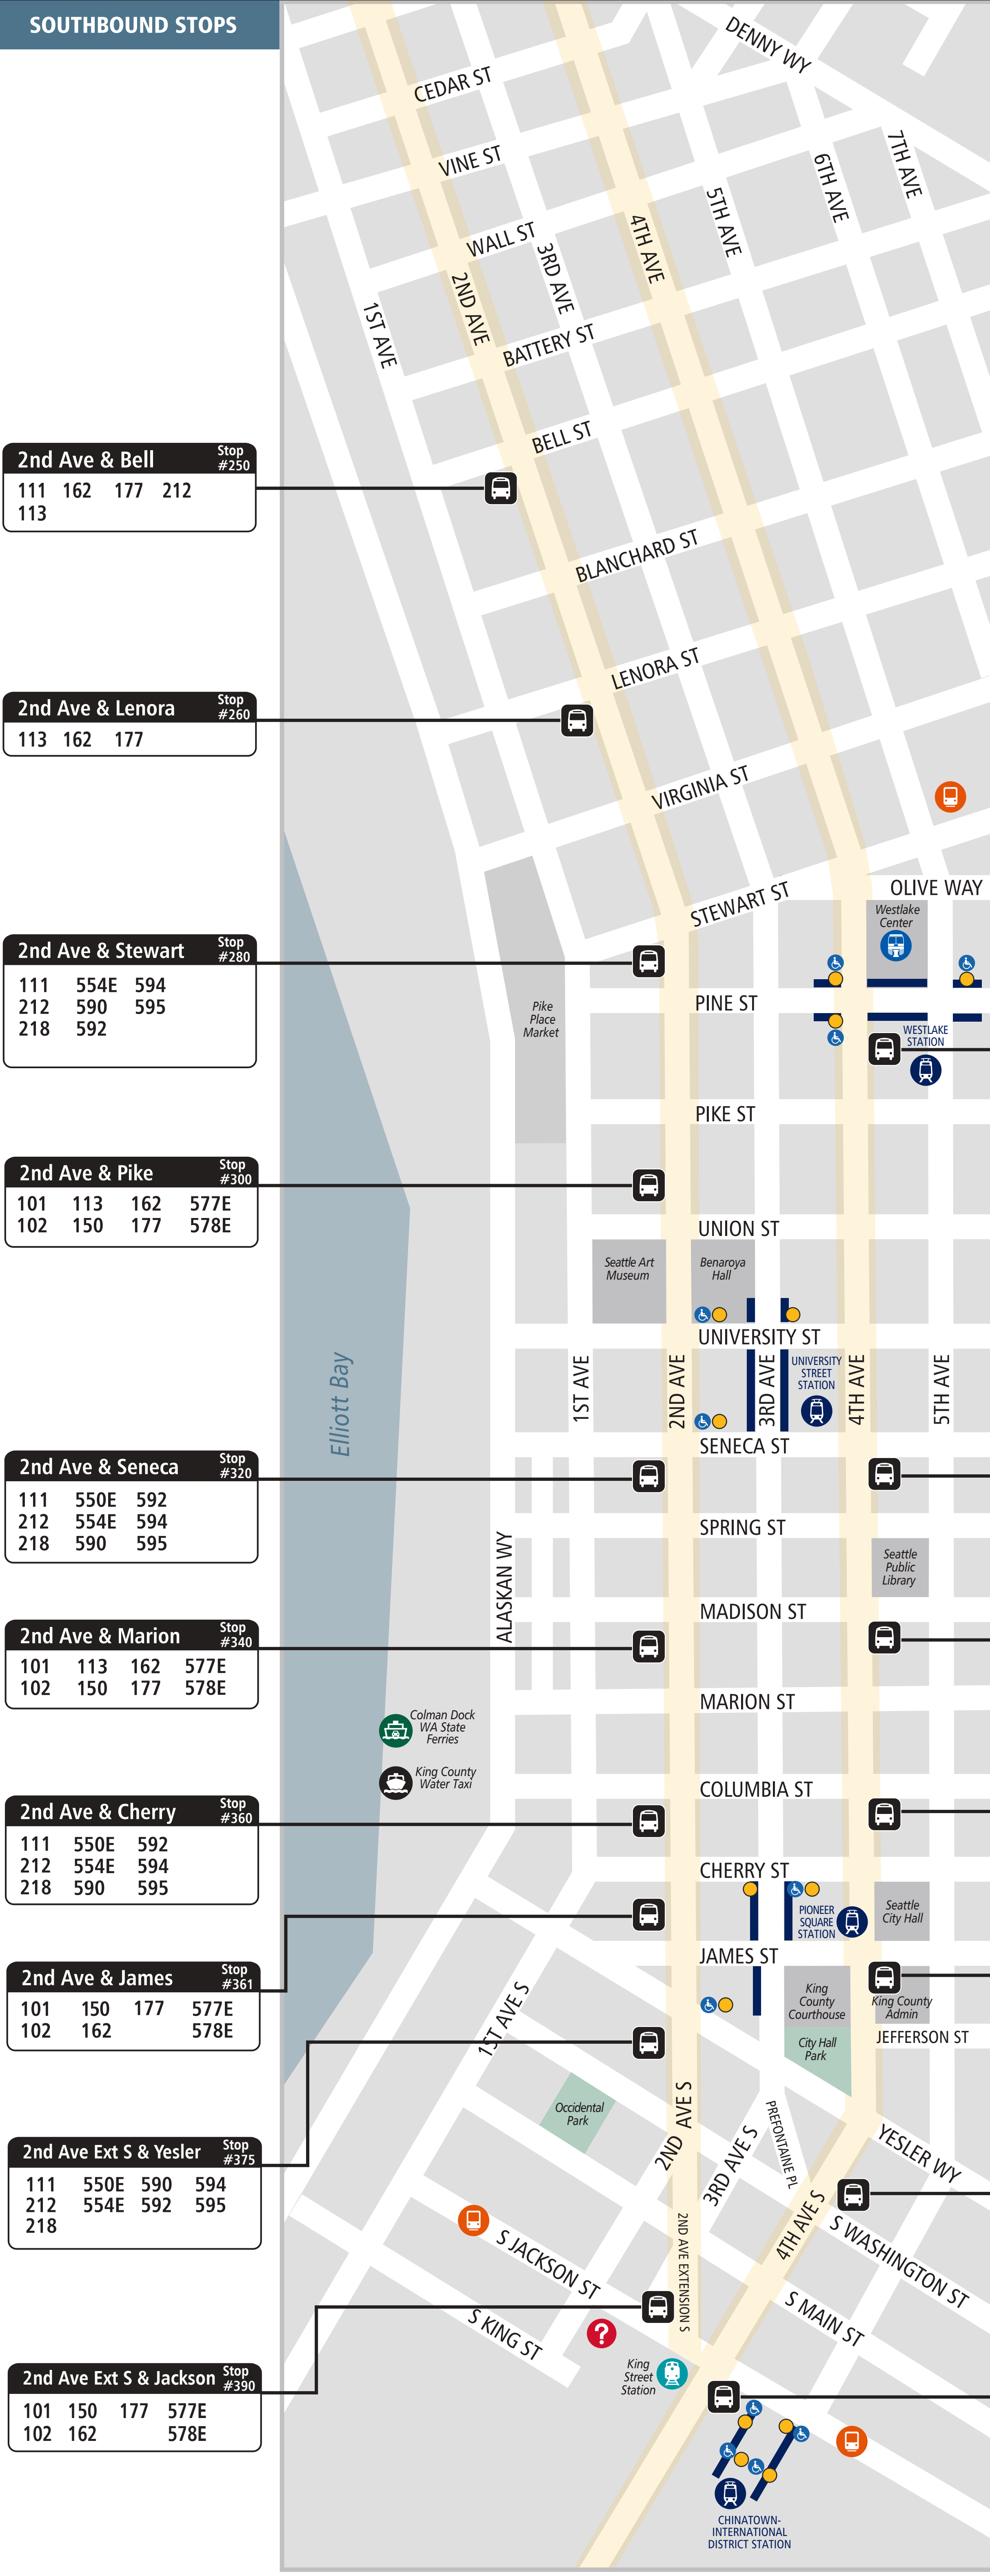 SOUTHBOUND STOPS
DENNY WY
CEDAR ST
VINE ST
WALL ST
7TH AVE
6TH AVE
5TH AVE
4TH AVE
3RD AVE
2ND AVE
1ST AVE
BATTERY ST
BELL ST
2nd Ave & Bell
Stop
#250
111 162 177 212
113
BLANCHARD ST
LENORA ST
2nd Ave & Lenora
Stop
#260
113 162 177
VIRGINIA ST
STEWART ST
OLIVE WAY
Westlake
Center
2nd Ave & Stewart
Stop
#280
111 554E 594
212 590 595
218 592
Pike
Place
Market
PINE ST
WESTLAKE
STATION
PIKE ST
2nd Ave & Pike
Stop
#300
101 113 162 577E
102 150 177 578E
UNION ST
Seattle Art
Museum
Benaroya
Hall
UNIVERSITY ST
Elliott Bay
1ST AVE
2ND AVE
3RD AVE
UNIVERSITY
STREET
STATION
4TH AVE
5TH AVE
SENECA ST
2nd Ave & Seneca
Stop
#320
111 550E 592
212 554E 594
218 590 595
SPRING ST
ALASKAN WY
Seattle
Public
Library
MADISON ST
2nd Ave & Marion
Stop
#340
101 113 162 577E
102 150 177 578E
MARION ST
Colman Dock
WA State
Ferries
King County
Water Taxi
COLUMBIA ST
2nd Ave & Cherry
Stop
#360
111 550E 592
212 554E 594
218 590 595
CHERRY ST
PIONEER
SQUARE
STATION
Seattle
City Hall
JAMES ST
2nd Ave & James
Stop
#361
101 150 177 577E
102 162 578E
King
County
Courthouse
King County
Admin
1ST AVE S
JEFFERSON ST
City Hall
Park
Occidental
Park
2ND AVE S
3RD AVE S
PREFONTAINE PL
YESLER WY
2nd Ave Ext S & Yesler
Stop
#375
111 550E 590 594
212 554E 592 595
218
4TH AVE S
S WASHINGTON ST
2ND AVE EXTENSION S
S JACKSON ST
S MAIN ST
S KING ST
King
Street
Station
2nd Ave Ext S & Jackson
Stop
#390
101 150 177 577E
102 162 578E
?
CHINATOWN-
INTERNATIONAL
DISTRICT STATION